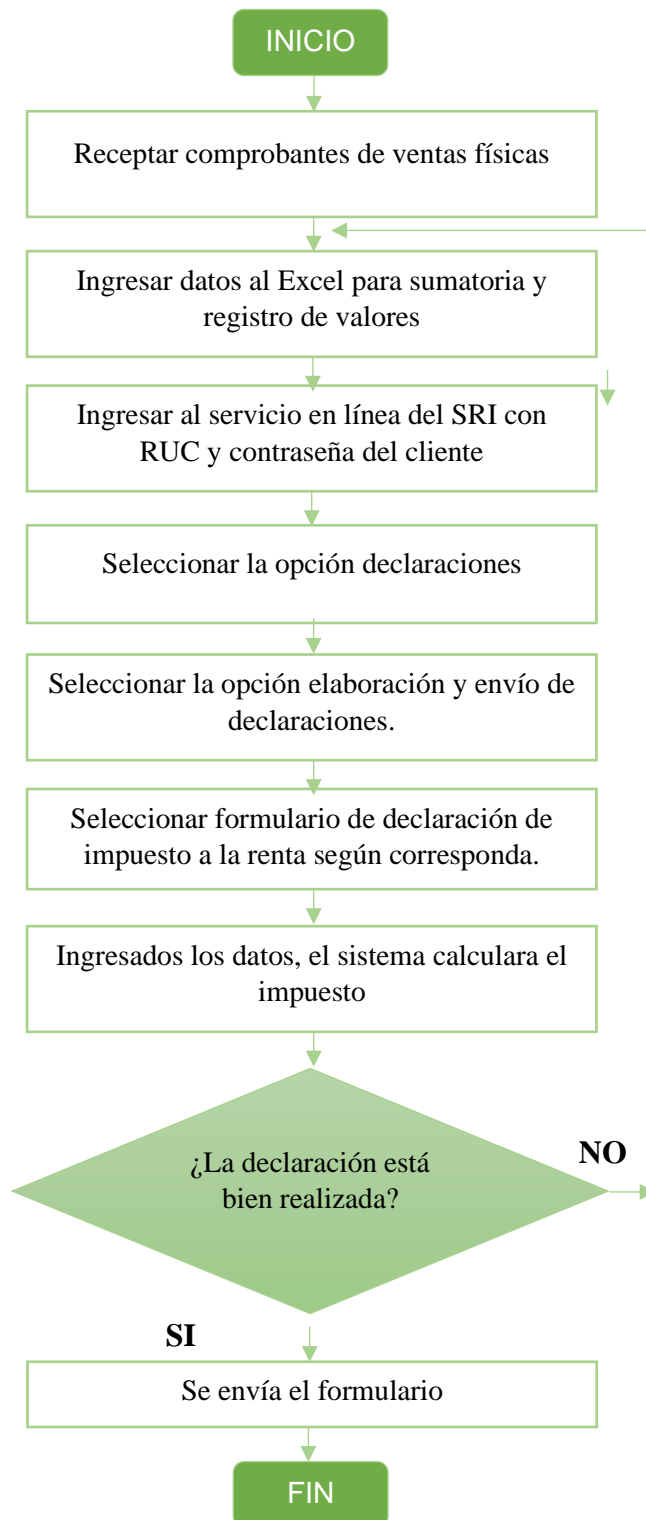 INICIO
Receptar comprobantes de ventas físicas
Ingresar datos al Excel para sumatoria y
registro de valores
Ingresar al servicio en línea del SRI con
RUC y contraseña del cliente
Seleccionar la opción declaraciones
Seleccionar la opción elaboración y envío de
declaraciones.
Seleccionar formulario de declaración de
impuesto a la renta según corresponda.
Ingresados los datos, el sistema calculara el
impuesto
¿La declaración está
bien realizada?
NO
SI
Se envía el formulario
FIN